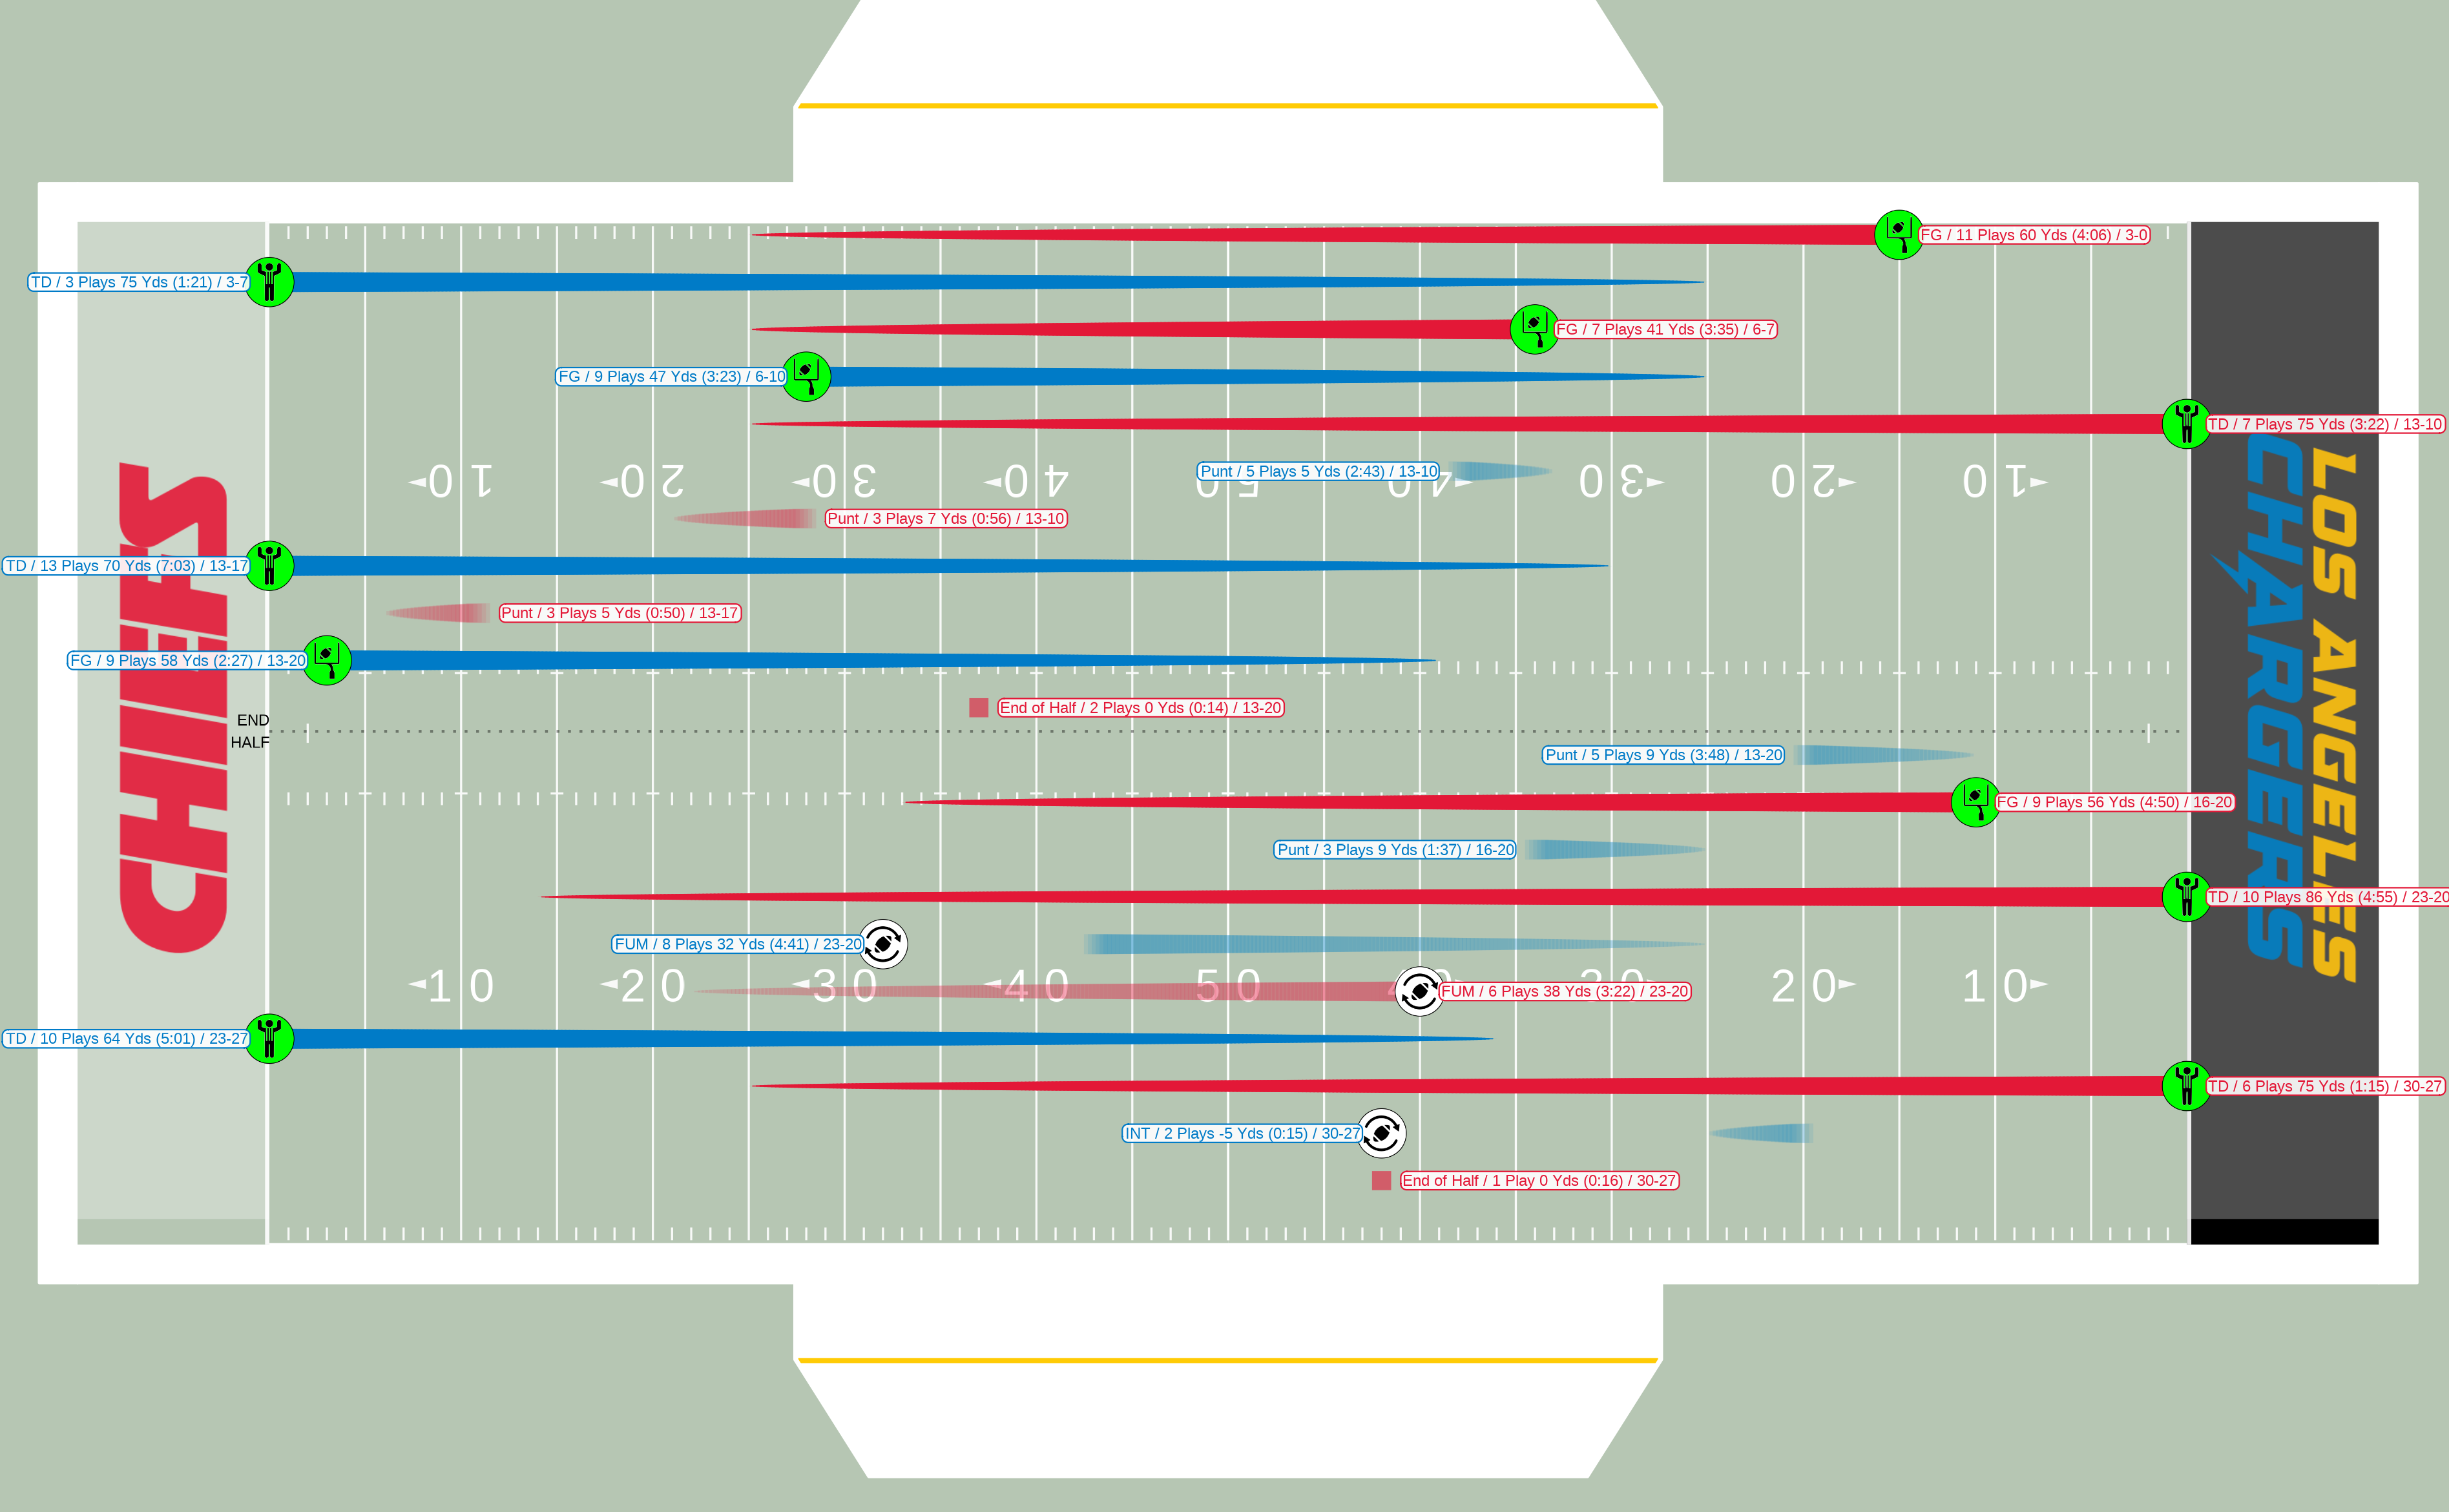 FG / 11 Plays 60 Yds (4:06) / 3-0
TD / 3 Plays 75 Yds (1:21) / 3-7
FG / 7 Plays 41 Yds (3:35) / 6-7
FG / 9 Plays 47 Yds (3:23) / 6-10
TD / 7 Plays 75 Yds (3:22) / 13-10
10 20 30 40 50 40 30 20 10
Punt / 5 Plays 5 Yds (2:43) / 13-10
Punt / 3 Plays 7 Yds (0:56) / 13-10
TD / 13 Plays 70 Yds (7:03) / 13-17
Punt / 3 Plays 5 Yds (0:50) / 13-17
FG / 9 Plays 58 Yds (2:27) / 13-20
End of Half / 2 Plays 0 Yds (0:14) / 13-20
END
HALF
CHIEFS
LOS ANGELES
CHARGERS
Punt / 5 Plays 9 Yds (3:48) / 13-20
FG / 9 Plays 56 Yds (4:50) / 16-20
Punt / 3 Plays 9 Yds (1:37) / 16-20
TD / 10 Plays 86 Yds (4:55) / 23-20
FUM / 8 Plays 32 Yds (4:41) / 23-20
10 20 30 40 50 40 30 20 10
FUM / 6 Plays 38 Yds (3:22) / 23-20
TD / 10 Plays 64 Yds (5:01) / 23-27
TD / 6 Plays 75 Yds (1:15) / 30-27
INT / 2 Plays -5 Yds (0:15) / 30-27
End of Half / 1 Play 0 Yds (0:16) / 30-27